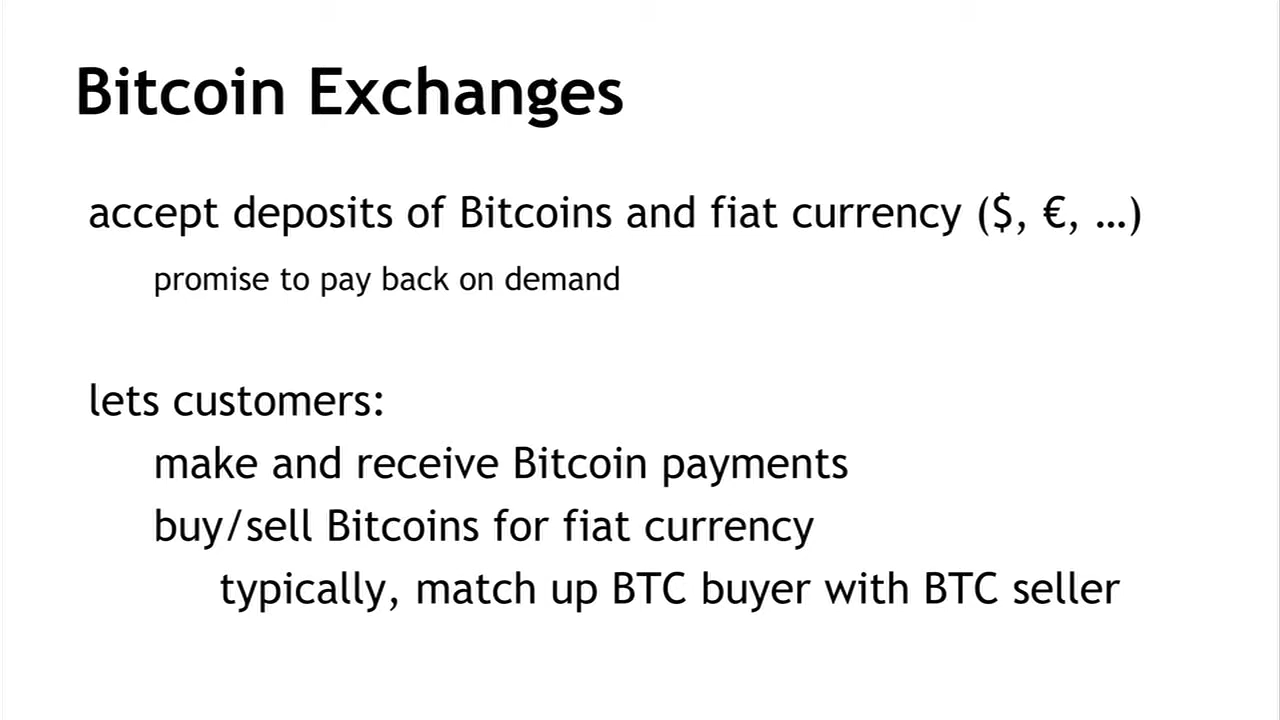 Bitcoin Exchanges
accept deposits of Bitcoins and fiat currency ($, €, …)
promise to pay back on demand
lets customers:
make and receive Bitcoin payments
buy/sell Bitcoins for fiat currency
typically, match up BTC buyer with BTC seller